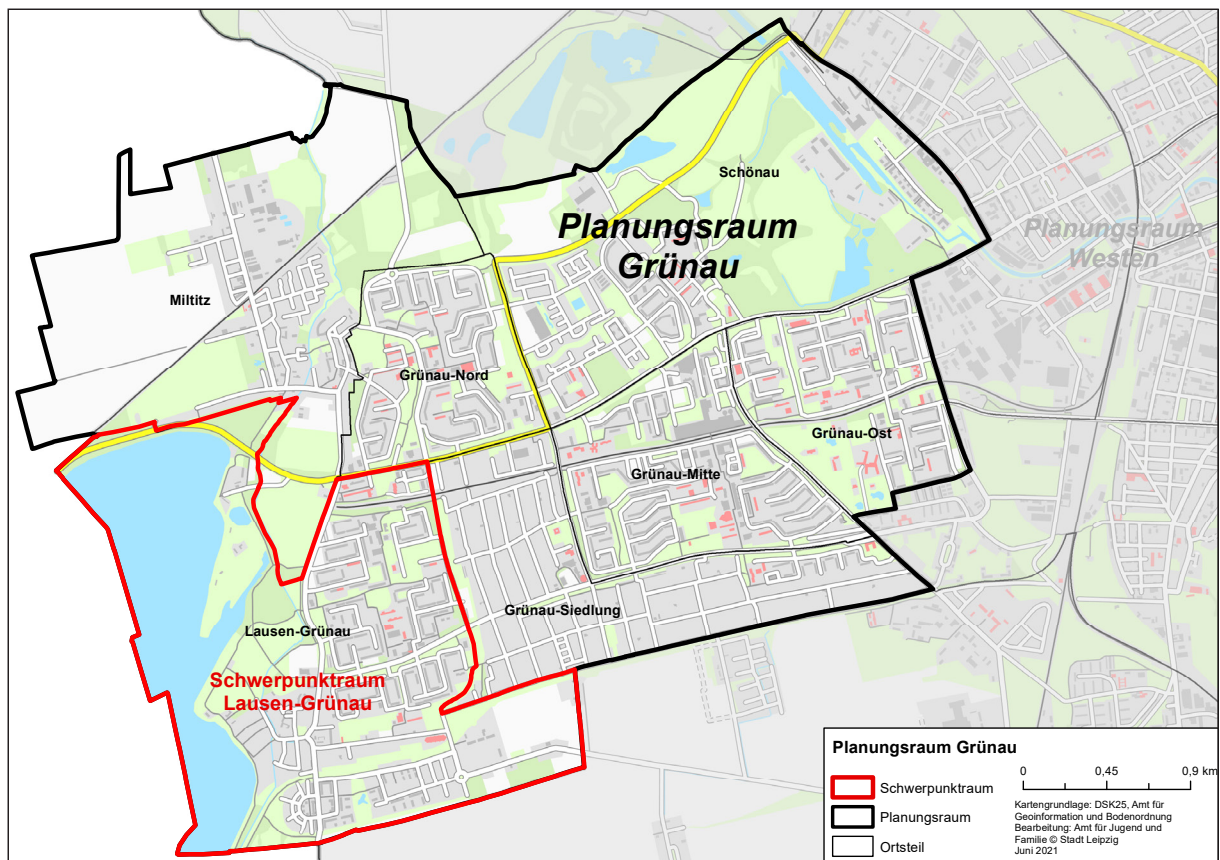 Schönau
Planungsraum
Grünau
Planungsraum
Westen
Miltitz
Grünau-Nord
Grünau-Ost
Grünau-Mitte
Grünau-Siedlung
Lausen-Grünau
Schwerpunktraum
Lausen-Grünau
Planungsraum Grünau
Schwerpunktraum
Planungsraum
Ortsteil
0 0,45 0,9 km
Kartengrundlage: DSK25, Amt für
Geoinformation und Bodenordnung
Bearbeitung: Amt für Jugend und
Familie © Stadt Leipzig
Juni 2021